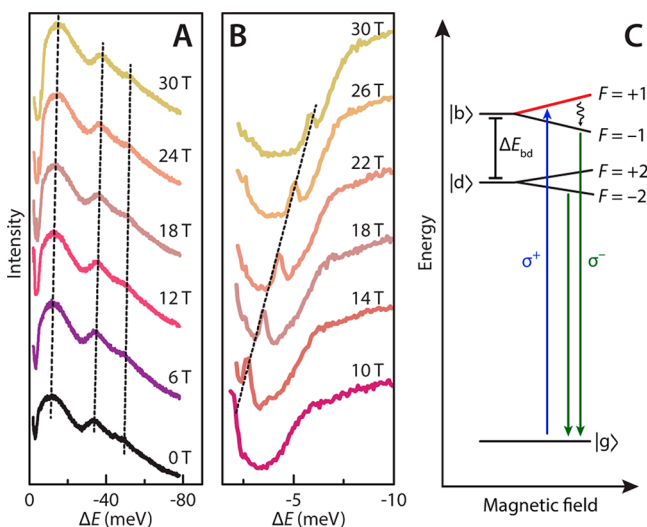 A
30 T
24 T
18 T
12 T
6 T
0 T
Intensity
0
-40
-80
ΔE (meV)
B
30 T
26 T
22 T
18 T
14 T
10 T
-5
-10
ΔE (meV)
C
Energy
|b⟩
F = +1
F = −1
ΔE_bd
|d⟩
F = +2
F = −2
σ⁺
σ⁻
|g⟩
Magnetic field